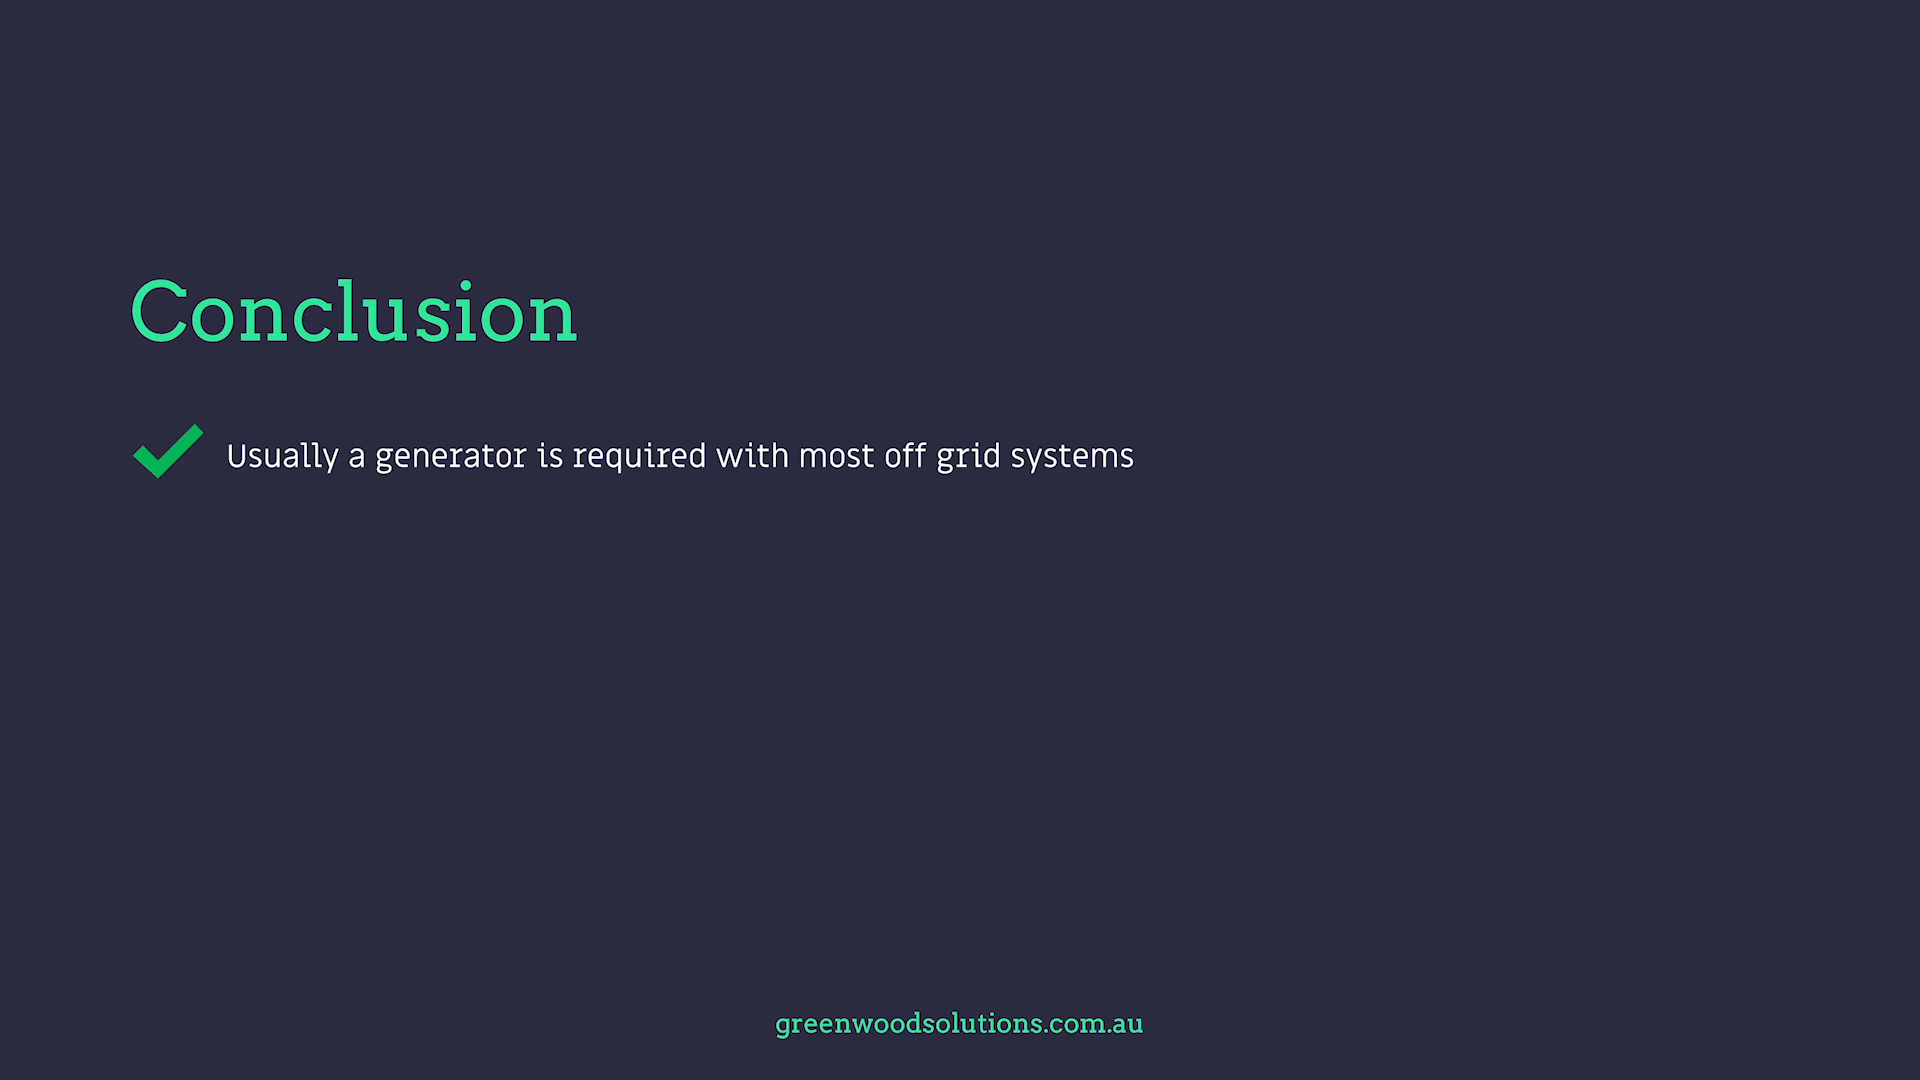 Conclusion
Usually a generator is required with most off grid systems
greenwoodsolutions.com.au